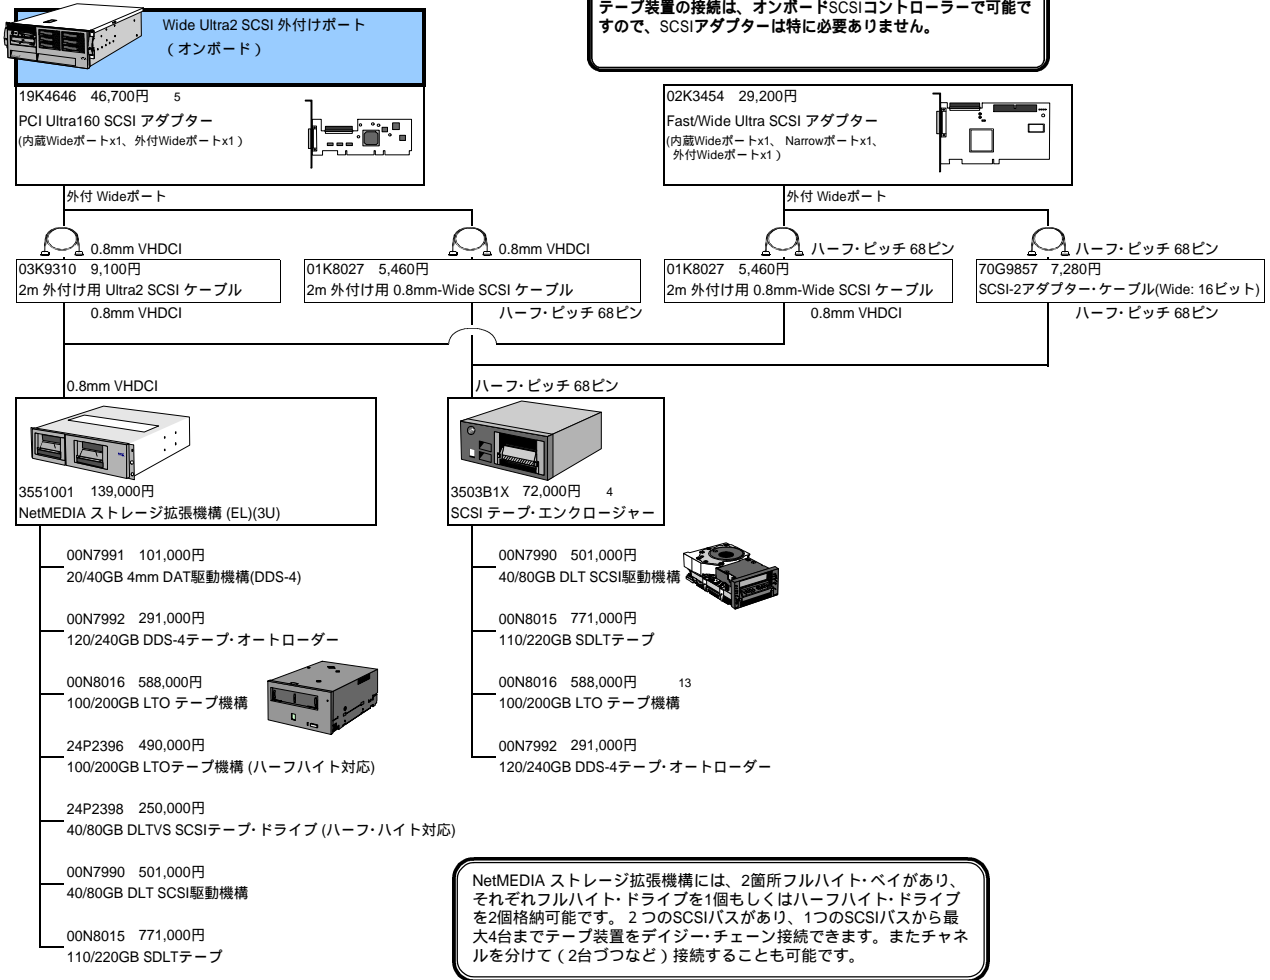 Wide Ultra2 SCSI 外付けポート
（オンボード）
テープ装置の接続は、オンボードSCSIコントローラーで可能で
すので、SCSIアダプターは特に必要ありません。
19K4646 46,700円 5
PCI Ultra160 SCSI アダプター
(内蔵Wideポートx1、外付Wideポートx1 )
02K3454 29,200円
Fast/Wide Ultra SCSI アダプター
(内蔵Wideポートx1、 Narrowポートx1、
外付Wideポートx1 )
外付 Wideポート
外付 Wideポート
0.8mm VHDCI
0.8mm VHDCI
ハーフ・ピッチ 68ピン
ハーフ・ピッチ 68ピン
03K9310 9,100円
2m 外付け用 Ultra2 SCSI ケーブル
01K8027 5,460円
2m 外付け用 0.8mm-Wide SCSI ケーブル
01K8027 5,460円
2m 外付け用 0.8mm-Wide SCSI ケーブル
70G9857 7,280円
SCSI-2アダプター・ケーブル(Wide: 16ビット)
0.8mm VHDCI
ハーフ・ピッチ 68ピン
0.8mm VHDCI
ハーフ・ピッチ 68ピン
0.8mm VHDCI
ハーフ・ピッチ 68ピン
3551001 139,000円
NetMEDIA ストレージ拡張機構 (EL)(3U)
3503B1X 72,000円 4
SCSI テープ・エンクロージャー
00N7991 101,000円
20/40GB 4mm DAT駆動機構(DDS-4)
00N7992 291,000円
120/240GB DDS-4テープ・オートローダー
00N8016 588,000円
100/200GB LTO テープ機構
24P2396 490,000円
100/200GB LTOテープ機構 (ハーフハイト対応)
24P2398 250,000円
40/80GB DLTVS SCSIテープ・ドライブ (ハーフ・ハイト対応)
00N7990 501,000円
40/80GB DLT SCSI駆動機構
00N8015 771,000円
110/220GB SDLTテープ
00N7990 501,000円
40/80GB DLT SCSI駆動機構
00N8015 771,000円
110/220GB SDLTテープ
00N8016 588,000円 13
100/200GB LTO テープ機構
00N7992 291,000円
120/240GB DDS-4テープ・オートローダー
NetMEDIA ストレージ拡張機構には、2箇所フルハイト・ベイがあり、
それぞれフルハイト・ドライブを1個もしくはハーフハイト・ドライブ
を2個格納可能です。２つのSCSIバスがあり、1つのSCSIバスから最
大4台までテープ装置をデイジー・チェーン接続できます。またチャネ
ルを分けて（2台づつなど）接続することも可能です。